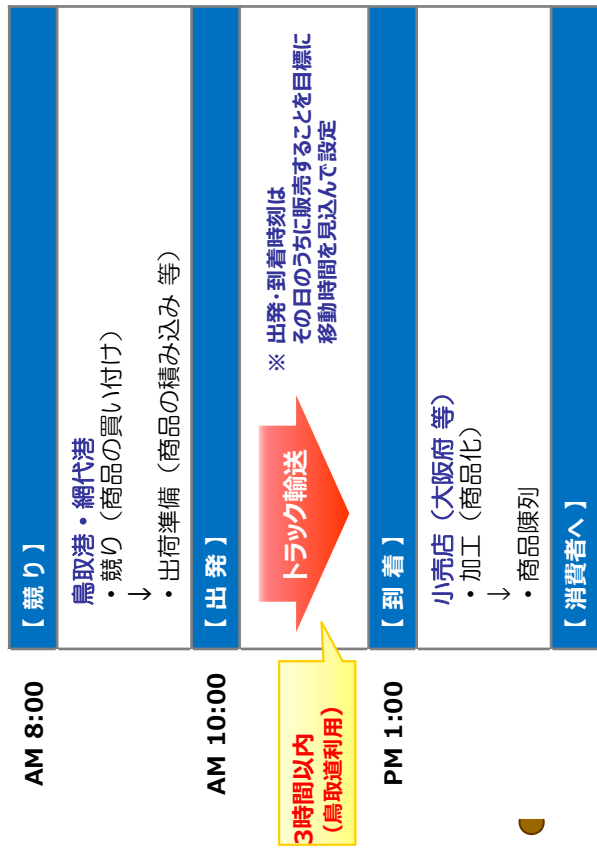 AM 8:00
【 競 り 】
鳥取港・網代港
・競り（商品の買い付け）
↓
・出荷準備（商品の積み込み 等）
AM 10:00
【 出 発 】
3時間以内
（鳥取道利用）
トラック輸送
※ 出発・到着時刻は
その日のうちに販売することを目標に
移動時間を見込んで設定
PM 1:00
【 到 着 】
小売店（大阪府 等）
・加工（商品化）
↓
・商品陳列
【 消費者へ 】